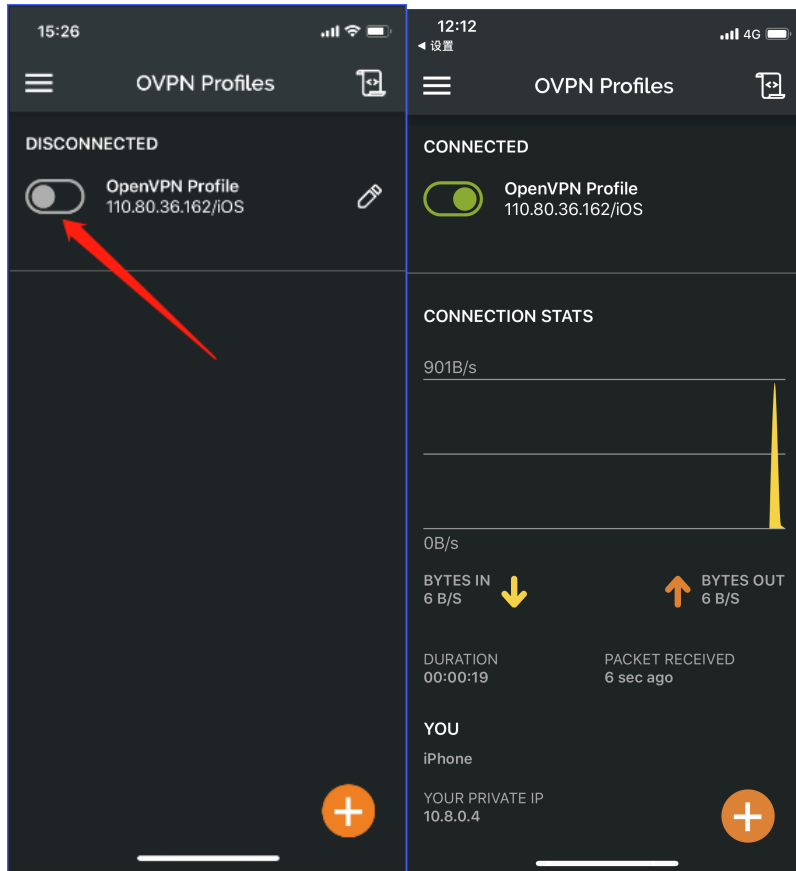 15:26
OVPN Profiles
DISCONNECTED
OpenVPN Profile
110.80.36.162/iOS
12:12
4G
◀ 设置
OVPN Profiles
CONNECTED
OpenVPN Profile
110.80.36.162/iOS
CONNECTION STATS
901B/s
0B/s
BYTES IN
6 B/S
BYTES OUT
6 B/S
DURATION
00:00:19
PACKET RECEIVED
6 sec ago
YOU
iPhone
YOUR PRIVATE IP
10.8.0.4